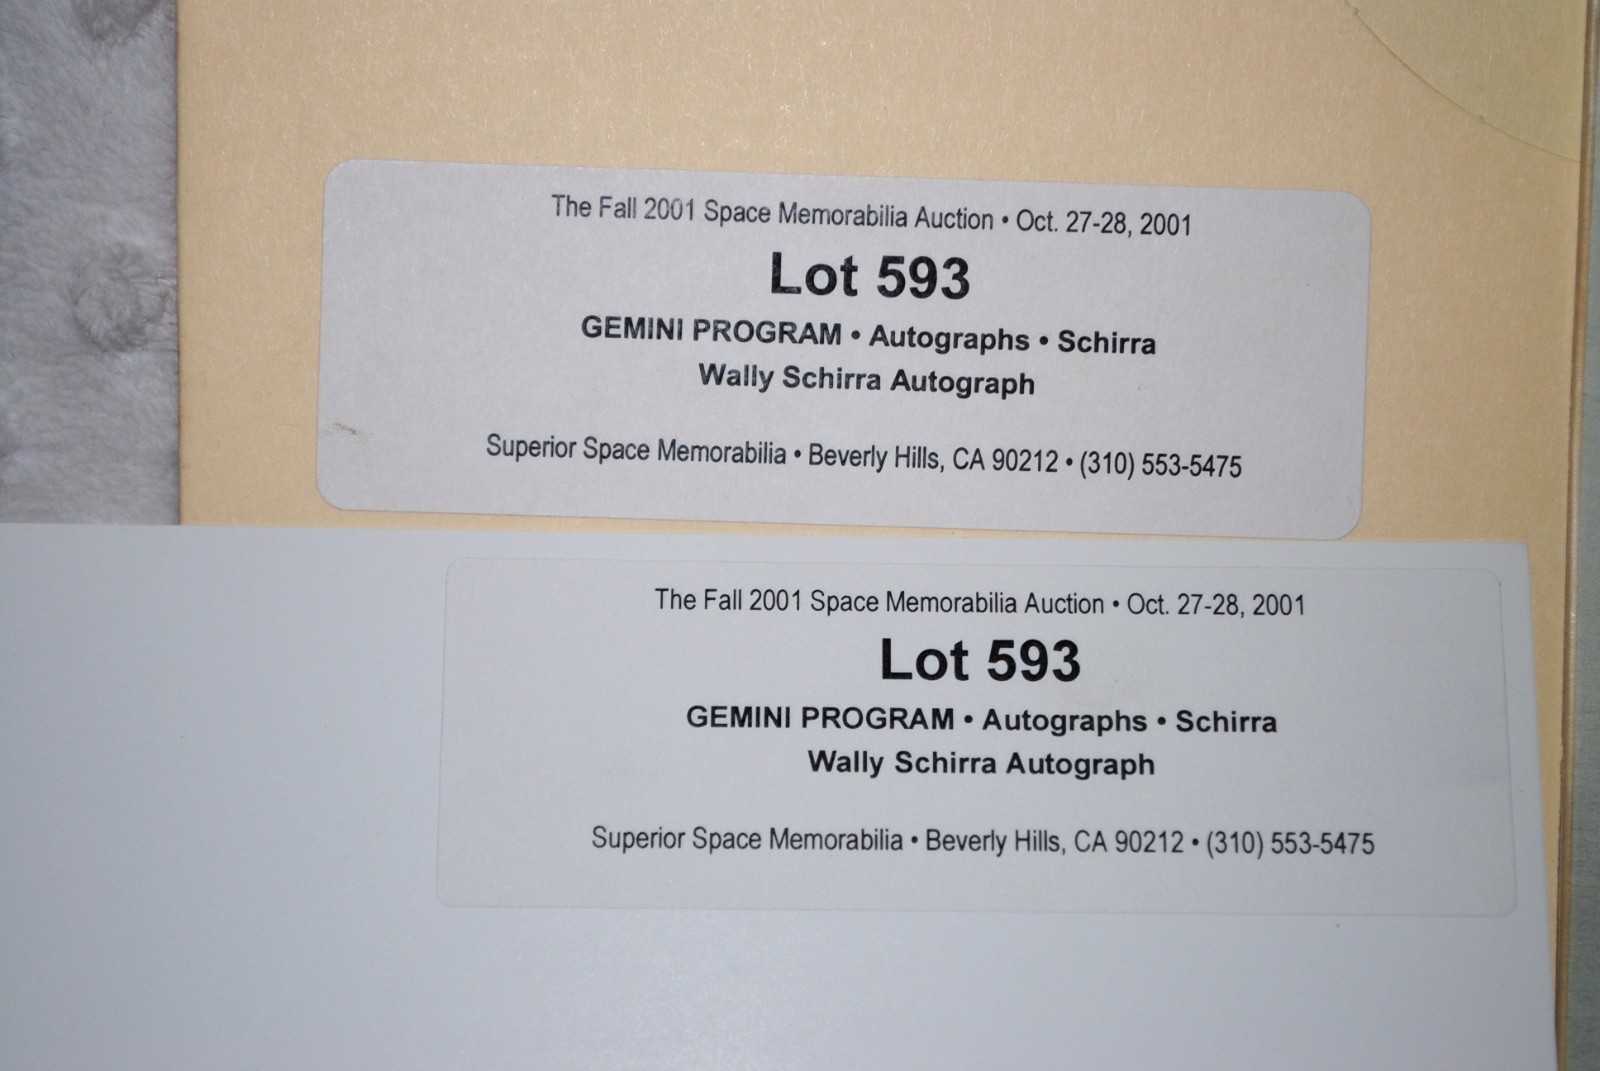 The Fall 2001 Space Memorabilia Auction • Oct. 27-28, 2001
Lot 593
GEMINI PROGRAM • Autographs • Schirra
Wally Schirra Autograph
Superior Space Memorabilia • Beverly Hills, CA 90212 • (310) 553-5475
The Fall 2001 Space Memorabilia Auction • Oct. 27-28, 2001
Lot 593
GEMINI PROGRAM • Autographs • Schirra
Wally Schirra Autograph
Superior Space Memorabilia • Beverly Hills, CA 90212 • (310) 553-5475